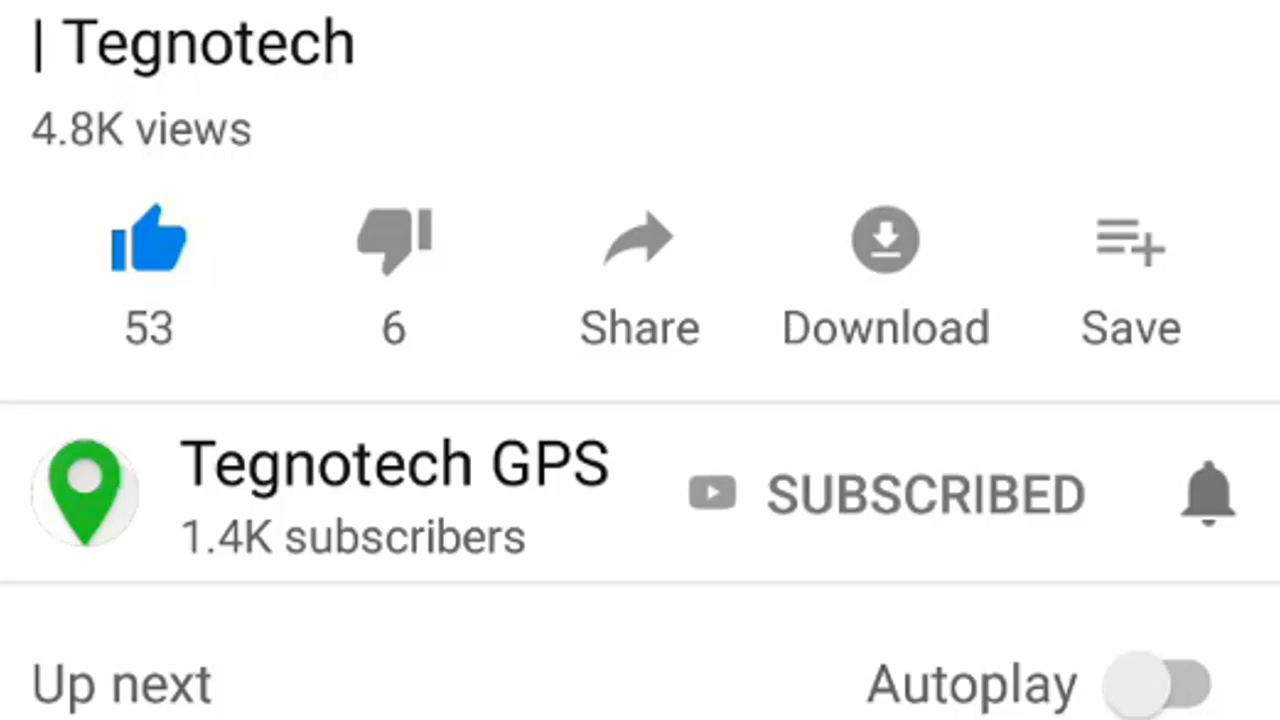 | Tegnotech
4.8K views
53 6 Share Download Save
Tegnotech GPS
1.4K subscribers
SUBSCRIBED
Up next Autoplay